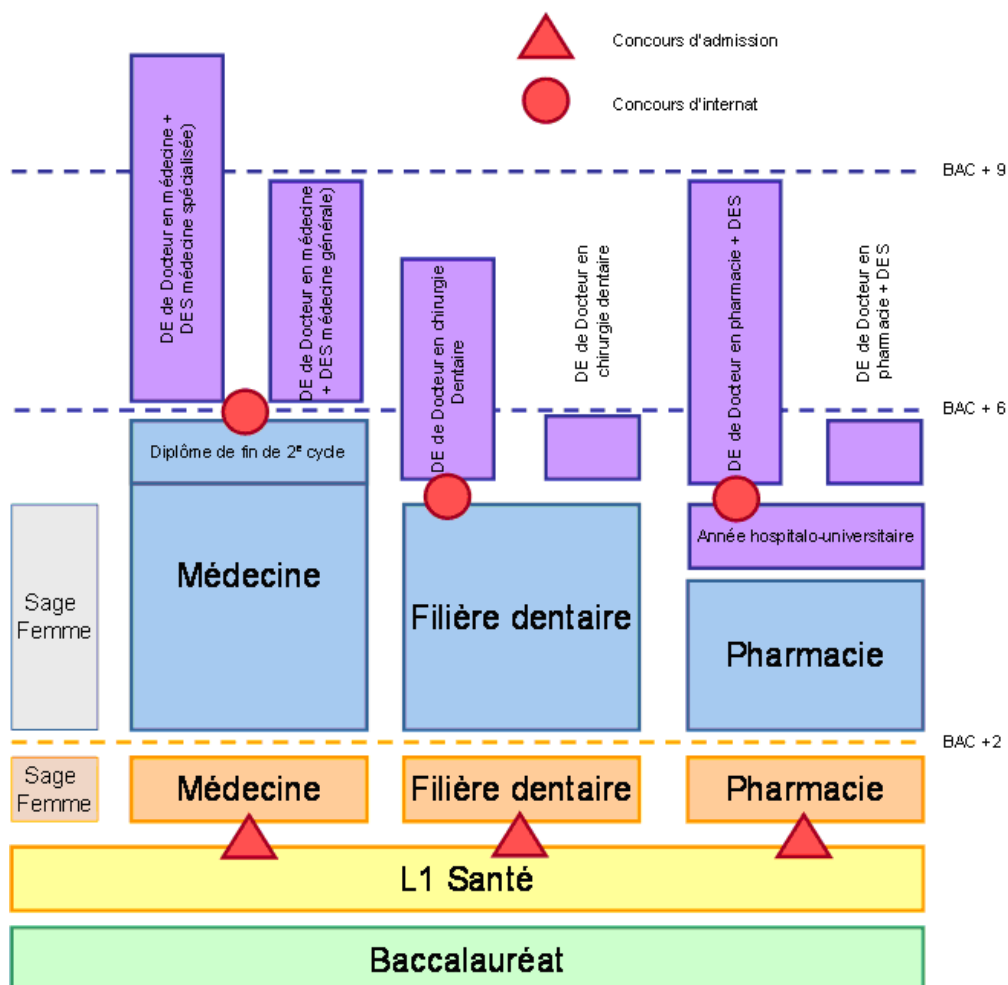 Concours d'admission
Concours d'internat
BAC + 9
DE de Docteur en médecine +
DES médecine spécialisée)
DE de Docteur en médecine
+ DES médecine générale)
DE de Docteur en chirurgie
Dentaire
DE de Docteur en
chirurgie dentaire
DE de Docteur en pharmacie + DES
DE de Docteur en
pharmacie + DES
BAC + 6
Diplôme de fin de 2e cycle
Année hospitalo-universitaire
Sage
Femme
Médecine
Filière dentaire
Pharmacie
BAC +2
Sage
Femme
Médecine
Filière dentaire
Pharmacie
L1 Santé
Baccalauréat